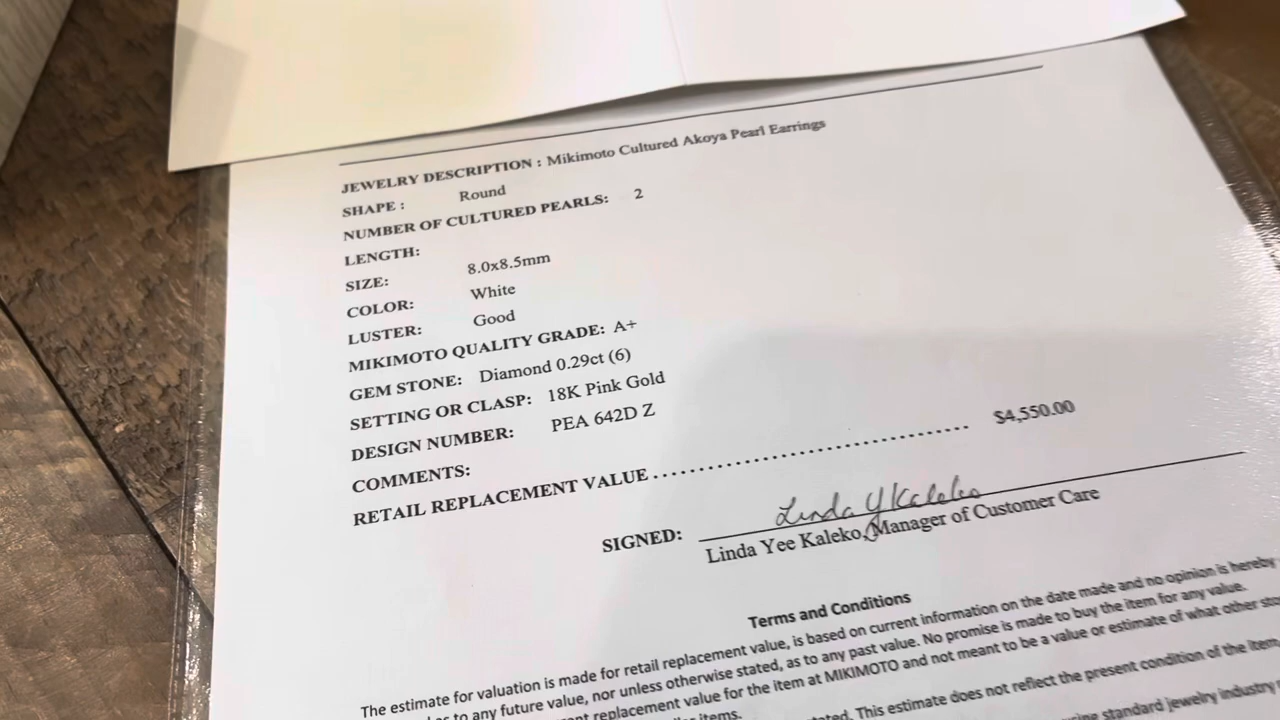 JEWELRY DESCRIPTION : Mikimoto Cultured Akoya Pearl Earrings
SHAPE : Round
NUMBER OF CULTURED PEARLS: 2
LENGTH:
SIZE: 8.0x8.5mm
COLOR: White
LUSTER: Good
MIKIMOTO QUALITY GRADE: A+
GEM STONE: Diamond 0.29ct (6)
SETTING OR CLASP: 18K Pink Gold
DESIGN NUMBER: PEA 642D Z
COMMENTS:
RETAIL REPLACEMENT VALUE ........................................ $4,550.00
SIGNED: Linda Y Kaleko
Linda Yee Kaleko, Manager of Customer Care
Terms and Conditions
The estimate for valuation is made for retail replacement value, is based on current information on the date made and no opinion is hereby
as to any future value, nor unless otherwise stated, as to any past value. No promise is made to buy the item for any value.
replacement value for the item at MIKIMOTO and not meant to be a value or estimate of what other
items.
This estimate does not reflect the present condition of the item
standard jewelry industry